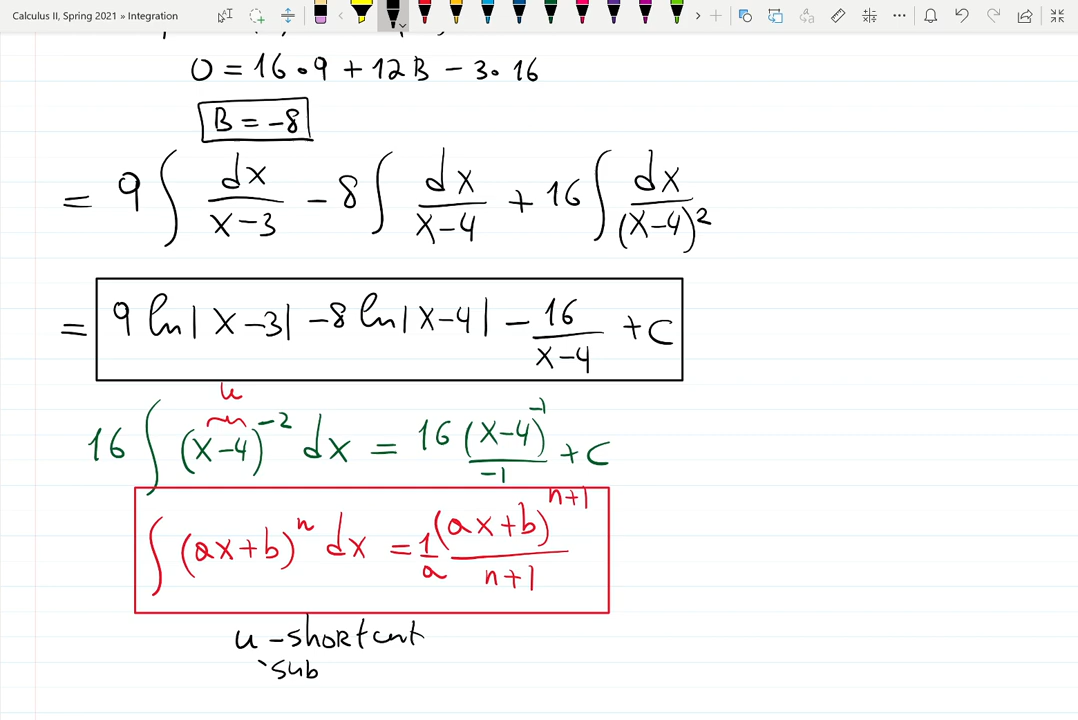 Calculus II, Spring 2021 » Integration
0 = 16•9 + 12B − 3•16
B = −8
= 9∫ dx/(x−3) − 8∫ dx/(x−4) + 16∫ dx/(x−4)²
= 9 ln|x−3| − 8 ln|x−4| − 16/(x−4) + C
u
16∫(x−4)⁻² dx = 16 (x−4)⁻¹/−1 + C
∫(ax+b)ⁿ dx = 1/a (ax+b)ⁿ⁺¹/(n+1)
u - shortcut
sub